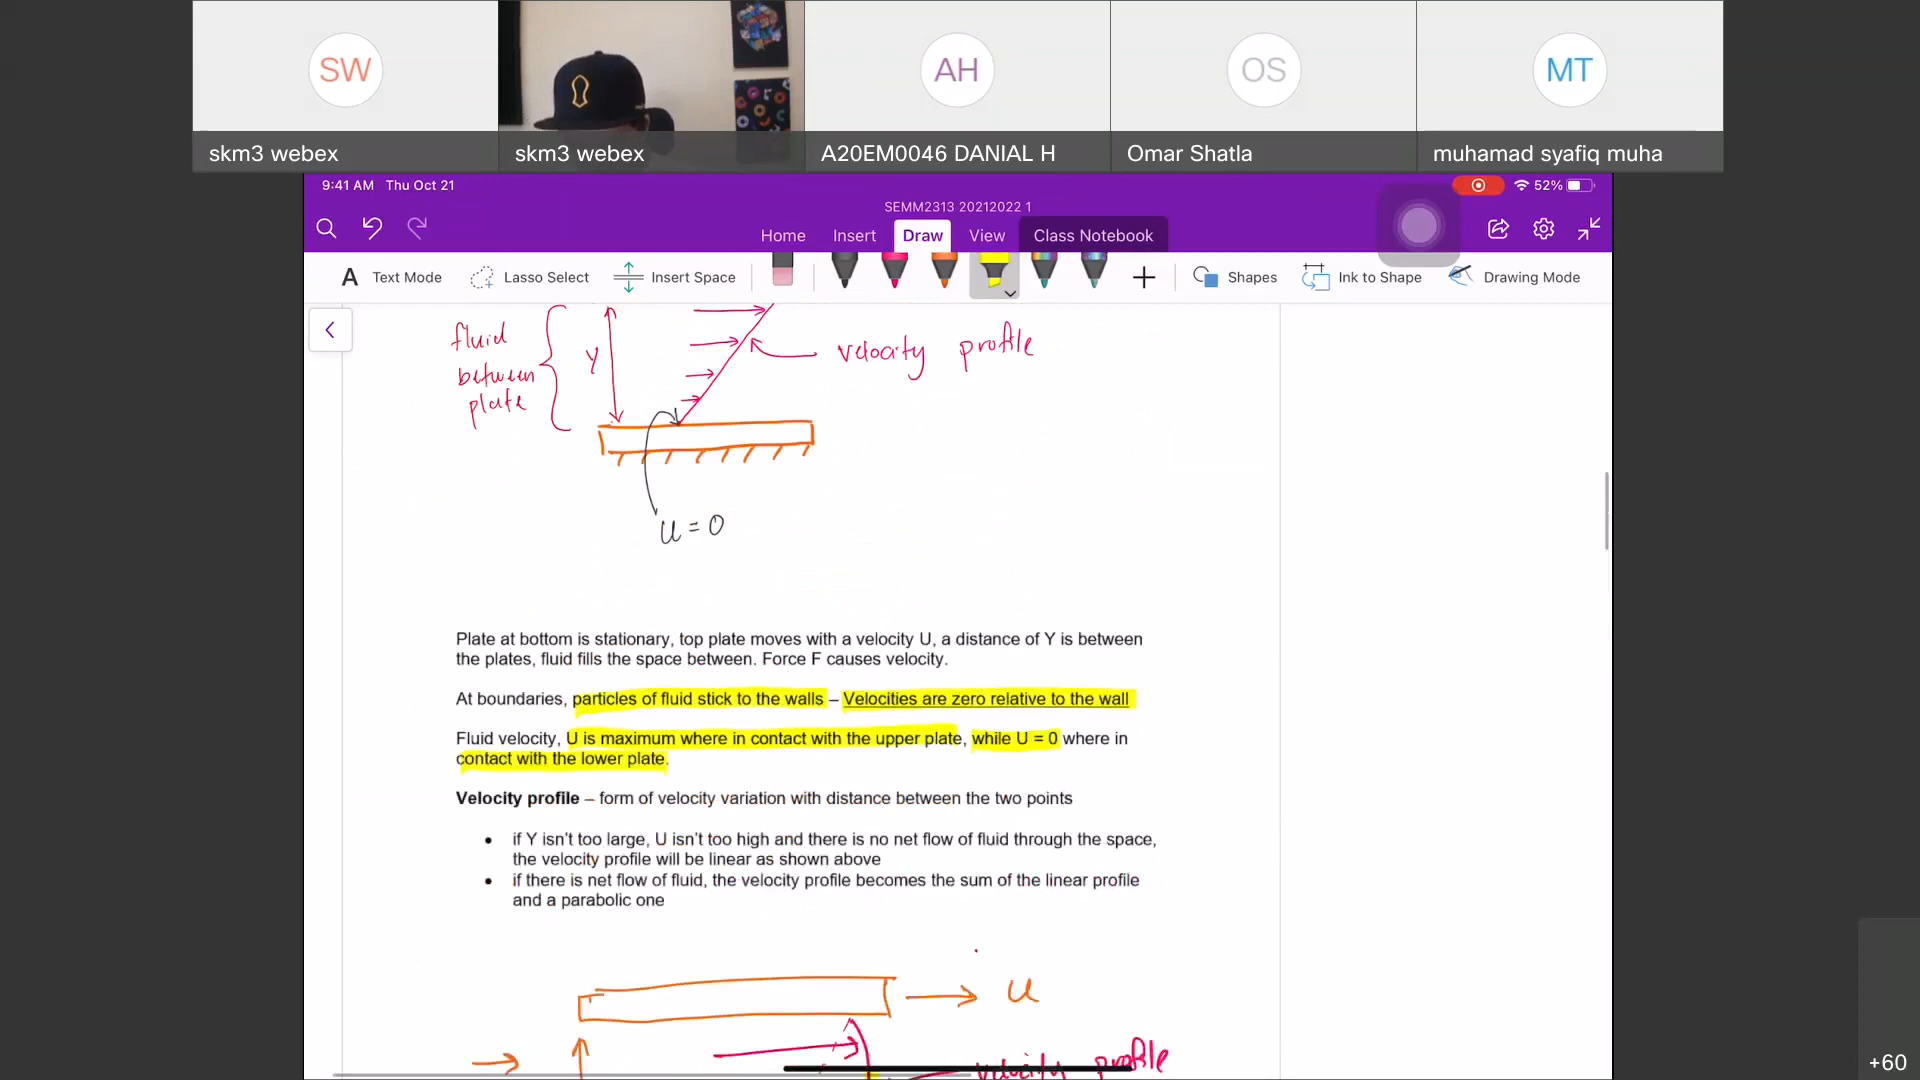 SW
AH
OS
MT
skm3 webex
skm3 webex
A20EM0046 DANIAL H
Omar Shatla
muhamad syafiq muha
9:41 AM Thu Oct 21
52%
SEMM2313 20212022 1
Home Insert Draw View Class Notebook
A Text Mode Lasso Select Insert Space Shapes Ink to Shape Drawing Mode
fluid
between
plate
Y
velocity profile
U = 0
Plate at bottom is stationary, top plate moves with a velocity U, a distance of Y is between
the plates, fluid fills the space between. Force F causes velocity.
At boundaries, particles of fluid stick to the walls – Velocities are zero relative to the wall
Fluid velocity, U is maximum where in contact with the upper plate, while U = 0 where in
contact with the lower plate.
Velocity profile – form of velocity variation with distance between the two points
• if Y isn't too large, U isn't too high and there is no net flow of fluid through the space,
the velocity profile will be linear as shown above
• if there is net flow of fluid, the velocity profile becomes the sum of the linear profile
and a parabolic one
U
velocity profile
+60